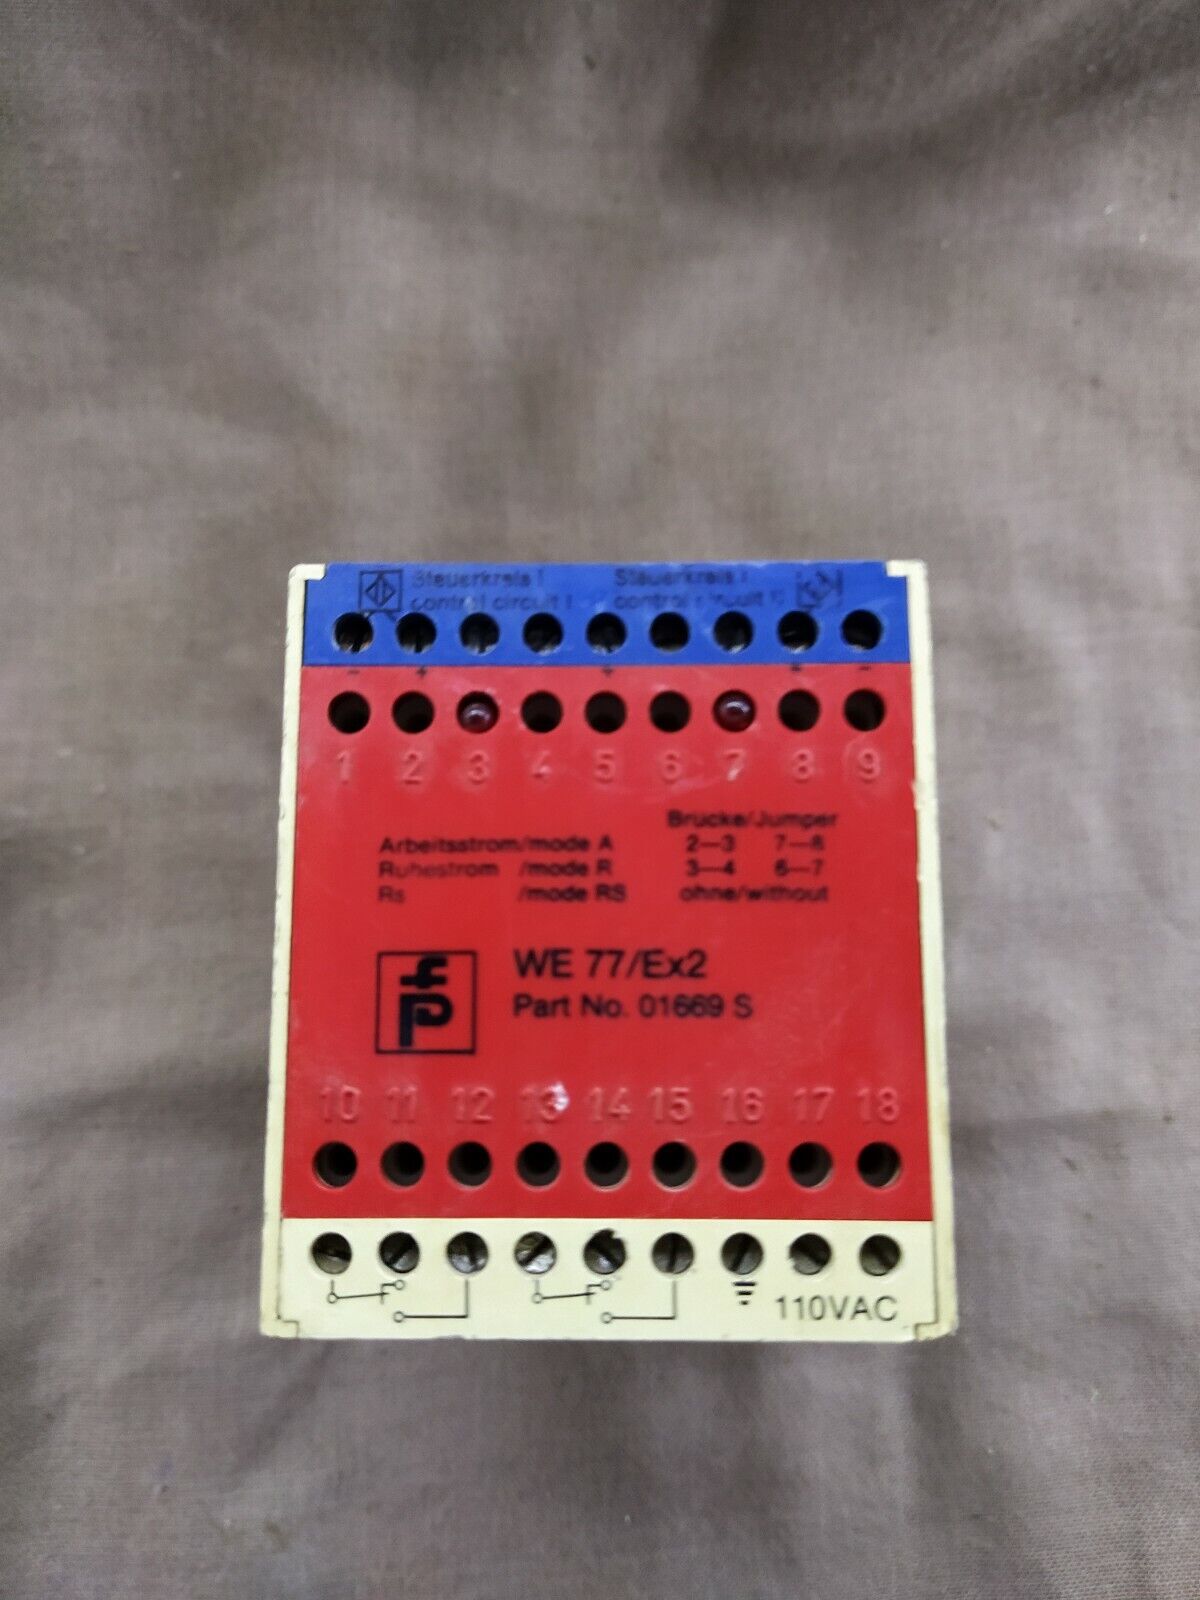 Steuerkreis I Steuerkreis
control circuit I control circuit
- + + + -
1 2 3 4 5 6 7 8 9
Brücke/Jumper
Arbeitsstrom/mode A 2—3 7—8
Ruhestrom /mode R 3—4 6—7
Rs /mode RS ohne/without
WE 77/Ex2
Part No. 01669 S
10 11 12 13 14 15 16 17 18
110VAC